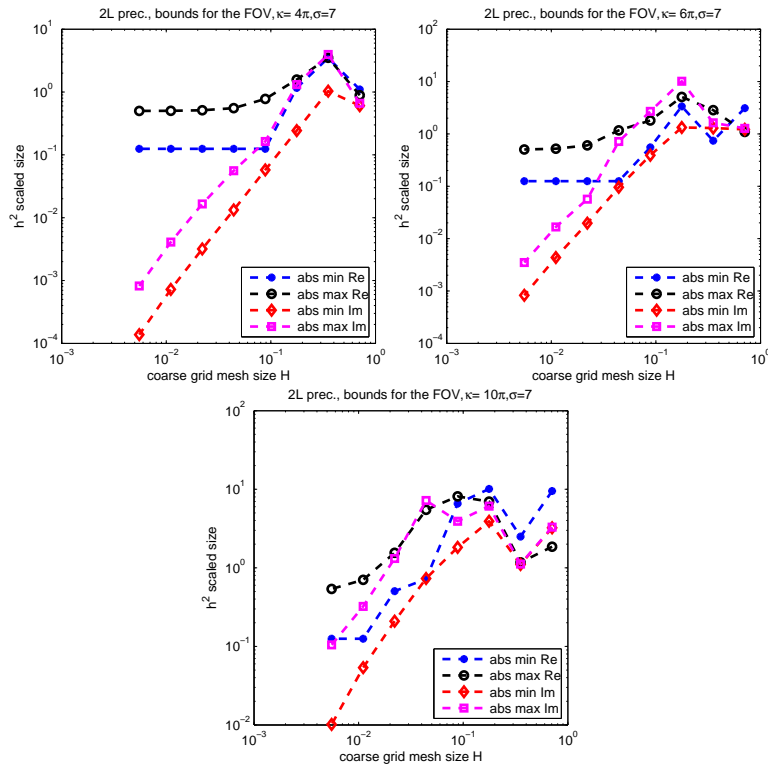 2L prec., bounds for the FOV,κ= 4π,σ=7
10^1
10^0
10^-1
10^-2
10^-3
10^-4
h^2 scaled size
abs min Re
abs max Re
abs min Im
abs max Im
10^-3
10^-2
10^-1
10^0
coarse grid mesh size H
2L prec., bounds for the FOV,κ= 6π,σ=7
10^2
10^1
10^0
10^-1
10^-2
10^-3
10^-4
h^2 scaled size
abs min Re
abs max Re
abs min Im
abs max Im
10^-3
10^-2
10^-1
10^0
coarse grid mesh size H
2L prec., bounds for the FOV,κ= 10π,σ=7
10^2
10^1
10^0
10^-1
10^-2
h^2 scaled size
abs min Re
abs max Re
abs min Im
abs max Im
10^-3
10^-2
10^-1
10^0
coarse grid mesh size H